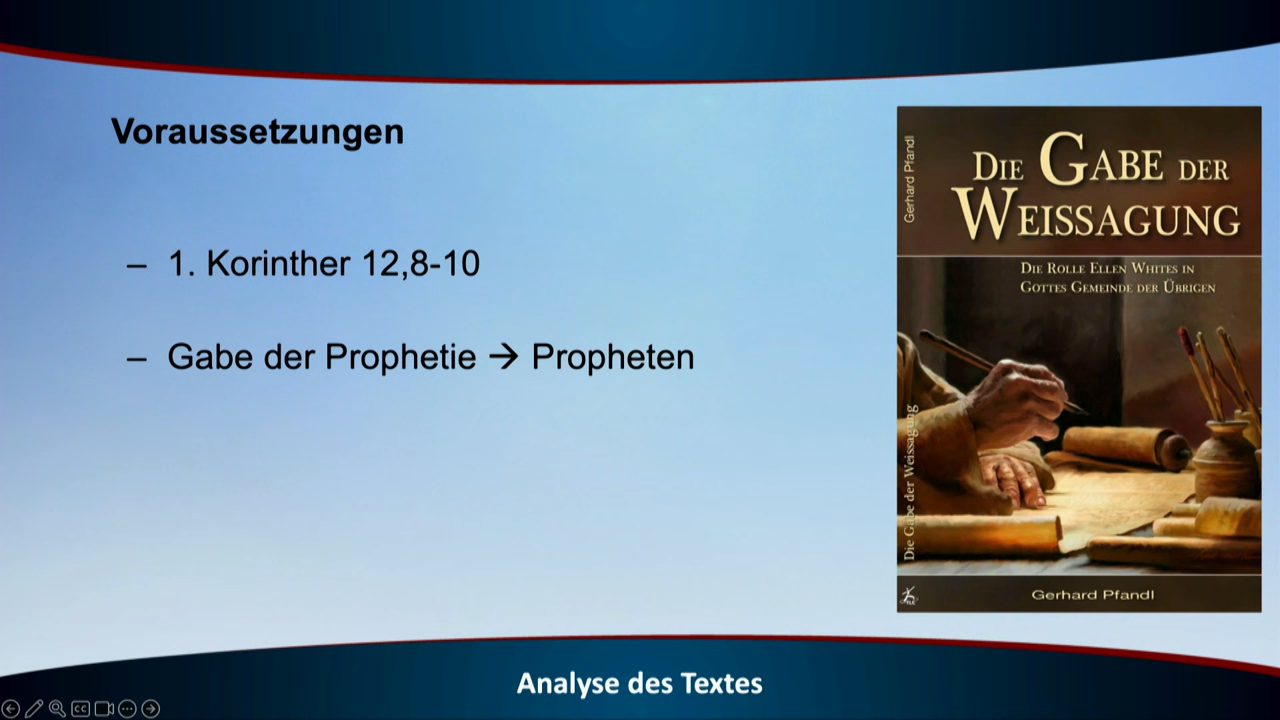 Voraussetzungen
– 1. Korinther 12,8-10
– Gabe der Prophetie → Propheten
Gerhard Pfandl
Die Gabe der Weissagung
DIE GABE DER
WEISSAGUNG
DIE ROLLE ELLEN WHITES IN
GOTTES GEMEINDE DER ÜBRIGEN
Gerhard Pfandl
Analyse des Textes
CC